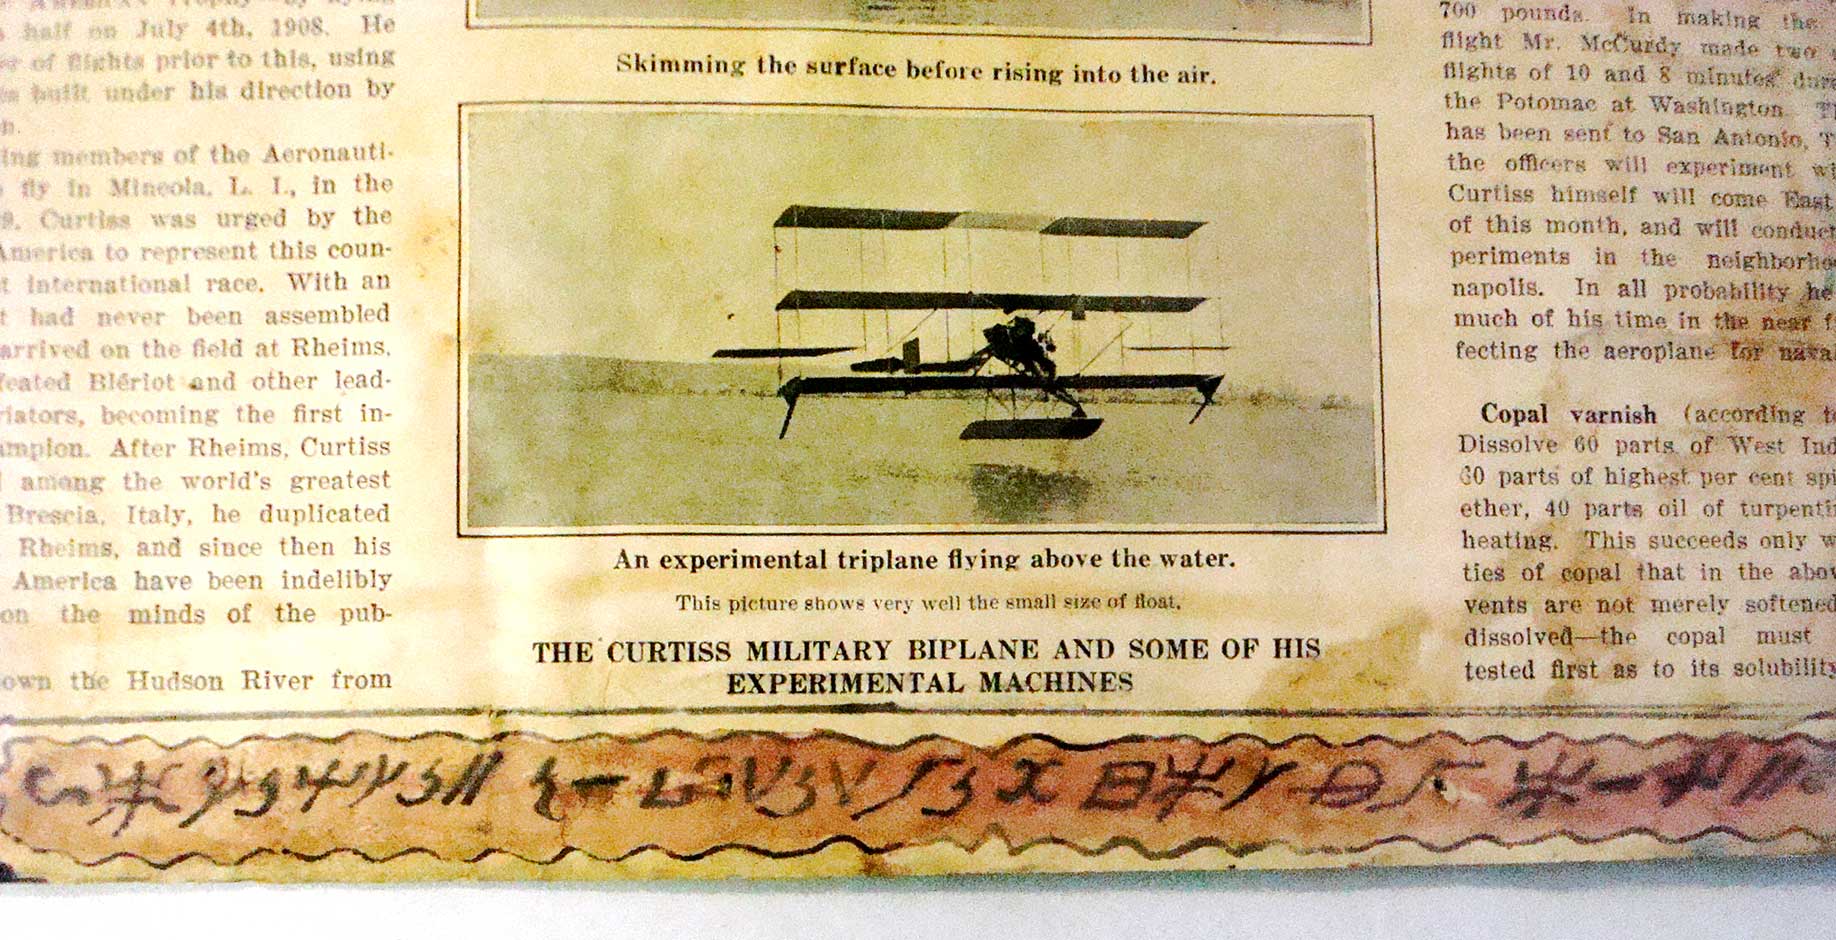 half on July 4th, 1908. He
of flights prior to this, using
built under his direction by
ing members of the Aeronauti-
fly in Mineola, L. I., in the
9. Curtiss was urged by the
America to represent this coun-
t international race. With an
t had never been assembled
arrived on the field at Rheims,
feated Blériot and other lead-
iators, becoming the first in-
ampion. After Rheims, Curtiss
among the world's greatest
Brescia, Italy, he duplicated
Rheims, and since then his
America have been indelibly
on the minds of the pub-
own the Hudson River from
Skimming the surface before rising into the air.
An experimental triplane flying above the water.
This picture shows very well the small size of float.
THE CURTISS MILITARY BIPLANE AND SOME OF HIS
EXPERIMENTAL MACHINES
700 pounds. In making the
flight Mr. McCurdy made two
flights of 10 and 8 minutes
the Potomac at Washington.
has been sent to San Antonio,
the officers will experiment
Curtiss himself will come East
of this month, and will conduct
periments in the
napolis. In all probability he
much of his time in the near
fecting the aeroplane for
Copal varnish (according
Dissolve 60 parts of West
60 parts of highest per cent
ether, 40 parts oil of
heating. This succeeds only
ties of copal that in the
vents are not merely softened
dissolved—the copal must
tested first as to its solubility